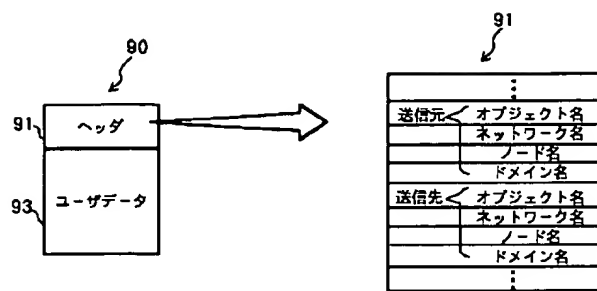 90
91
ヘッダ
93
ユーザデータ
91
送信元 オブジェクト名
ネットワーク名
ノード名
ドメイン名
送信先 オブジェクト名
ネットワーク名
ノード名
ドメイン名